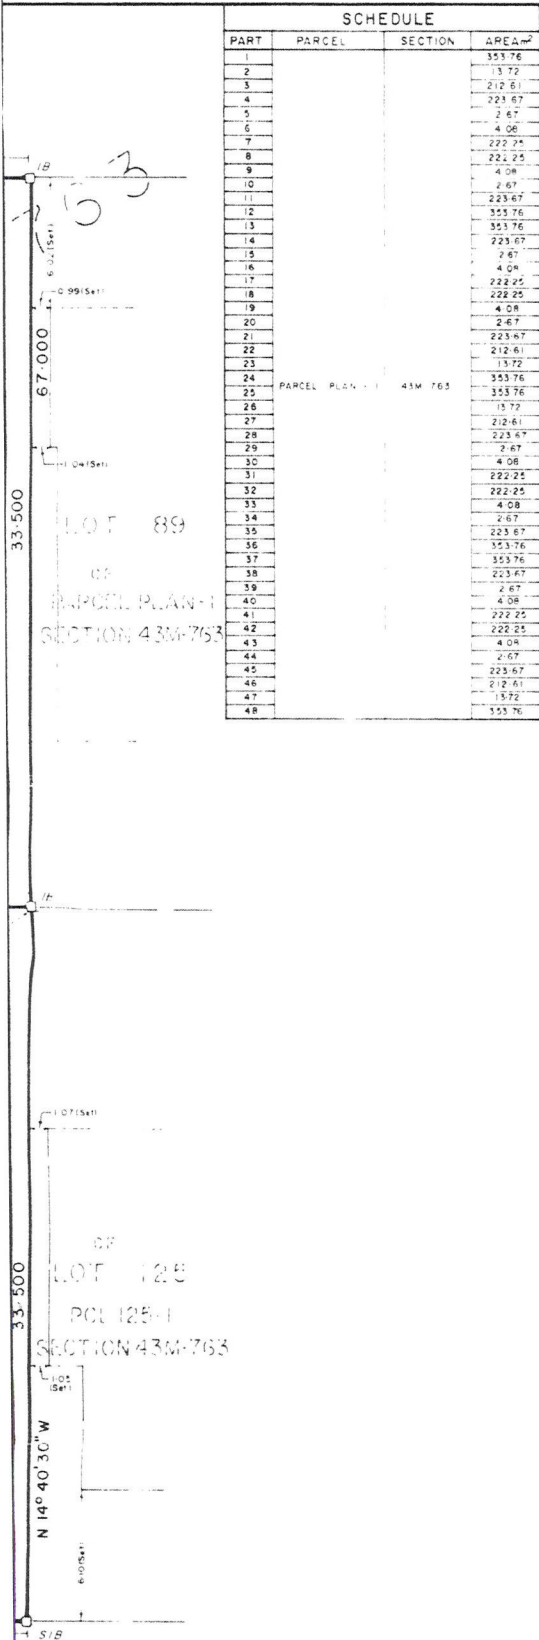 SCHEDULE
PART PARCEL SECTION AREA m²
1 353·76
2 13·72
3 212·61
4 223·67
5 2·67
6 4·08
7 222·25
8 222·25
9 4·08
10 2·67
11 223·67
12 353·76
13 353·76
14 223·67
15 2·67
16 4·08
17 222·25
18 222·25
19 4·08
20 2·67
21 223·67
22 212·61
23 13·72
24 PARCEL PLAN-1 43M-763 353·76
25 353·76
26 13·72
27 212·61
28 223·67
29 2·67
30 4·08
31 222·25
32 222·25
33 4·08
34 2·67
35 223·67
36 353·76
37 353·76
38 223·67
39 2·67
40 4·08
41 222·25
42 222·25
43 4·08
44 2·67
45 223·67
46 212·61
47 13·72
48 353·76
IB
6·02(Set)
0·99(Set)
67·000
1·04(Set)
33·500
LOT 89
OF
PARCEL PLAN-1
SECTION 43M-763
IB
1·07(Set)
OF
LOT 125
PCL 125-1
SECTION 43M-763
33·500
1·05
(Set)
N 14° 40' 30" W
6·10(Set)
SIB